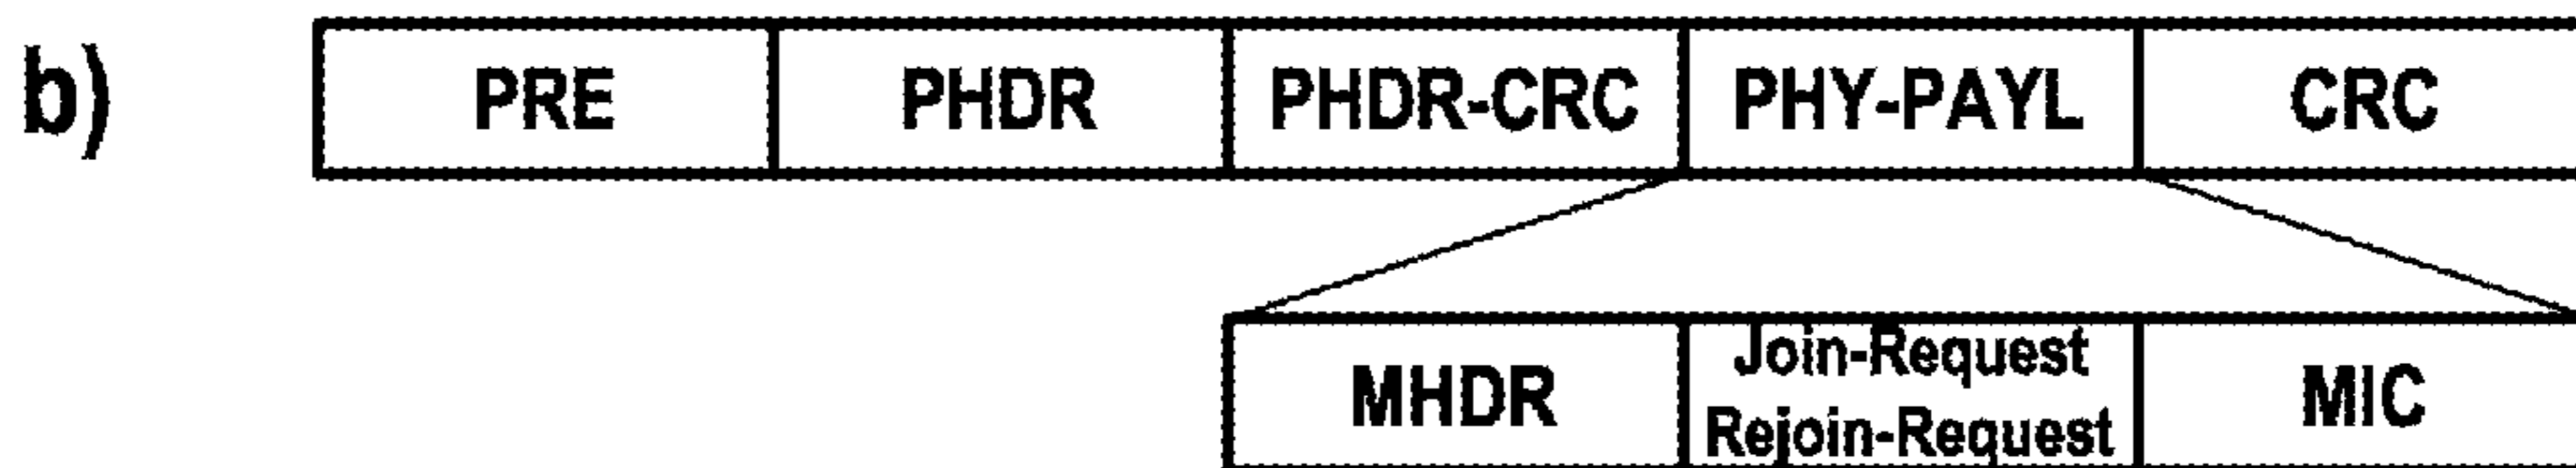 b) PRE PHDR PHDR-CRC PHY-PAYL CRC
MHDR Join-Request Rejoin-Request MIC